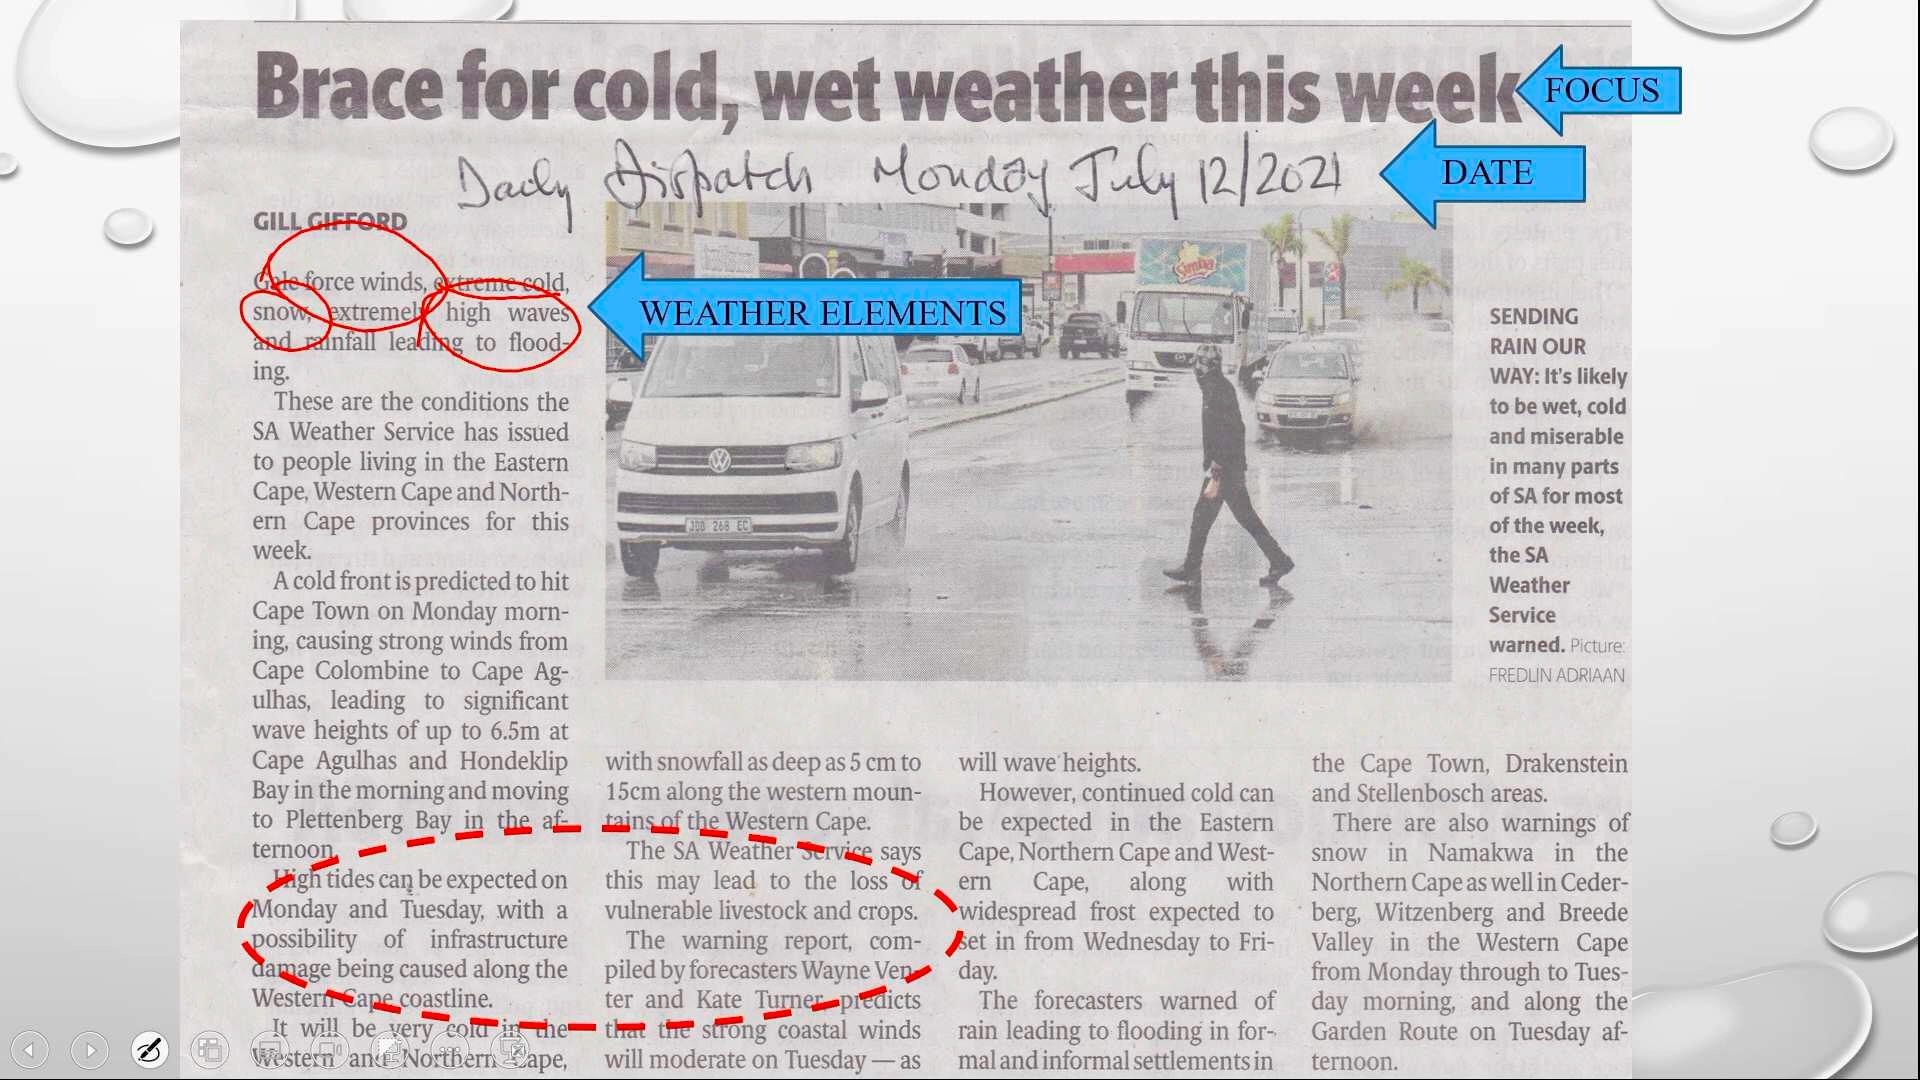 Brace for cold, wet weather this week
FOCUS
Daily Dispatch Monday July 12/2021
DATE
GILL GIFFORD
Gale force winds, extreme cold,
snow, extremely high waves
and rainfall leading to flood-
ing.
These are the conditions the
SA Weather Service has issued
to people living in the Eastern
Cape, Western Cape and North-
ern Cape provinces for this
week.
A cold front is predicted to hit
Cape Town on Monday morn-
ing, causing strong winds from
Cape Colombine to Cape Ag-
ulhas, leading to significant
wave heights of up to 6.5m at
Cape Agulhas and Hondeklip
Bay in the morning and moving
to Plettenberg Bay in the af-
ternoon.
High tides can be expected on
Monday and Tuesday, with a
possibility of infrastructure
damage being caused along the
Western Cape coastline.
It will be very cold in the
Western and Northern Cape,
WEATHER ELEMENTS
Simba
JDD 268 EC
SENDING
RAIN OUR
WAY: It's likely
to be wet, cold
and miserable
in many parts
of SA for most
of the week,
the SA
Weather
Service
warned. Picture:
FREDLIN ADRIAAN
with snowfall as deep as 5 cm to
15cm along the western moun-
tains of the Western Cape.
The SA Weather Service says
this may lead to the loss of
vulnerable livestock and crops.
The warning report, com-
piled by forecasters Wayne Ven-
ter and Kate Turner, predicts
that the strong coastal winds
will moderate on Tuesday — as
will wave heights.
However, continued cold can
be expected in the Eastern
Cape, Northern Cape and West-
ern Cape, along with
widespread frost expected to
set in from Wednesday to Fri-
day.
The forecasters warned of
rain leading to flooding in for-
mal and informal settlements in
the Cape Town, Drakenstein
and Stellenbosch areas.
There are also warnings of
snow in Namakwa in the
Northern Cape as well in Ceder-
berg, Witzenberg and Breede
Valley in the Western Cape
from Monday through to Tues-
day morning, and along the
Garden Route on Tuesday af-
ternoon.